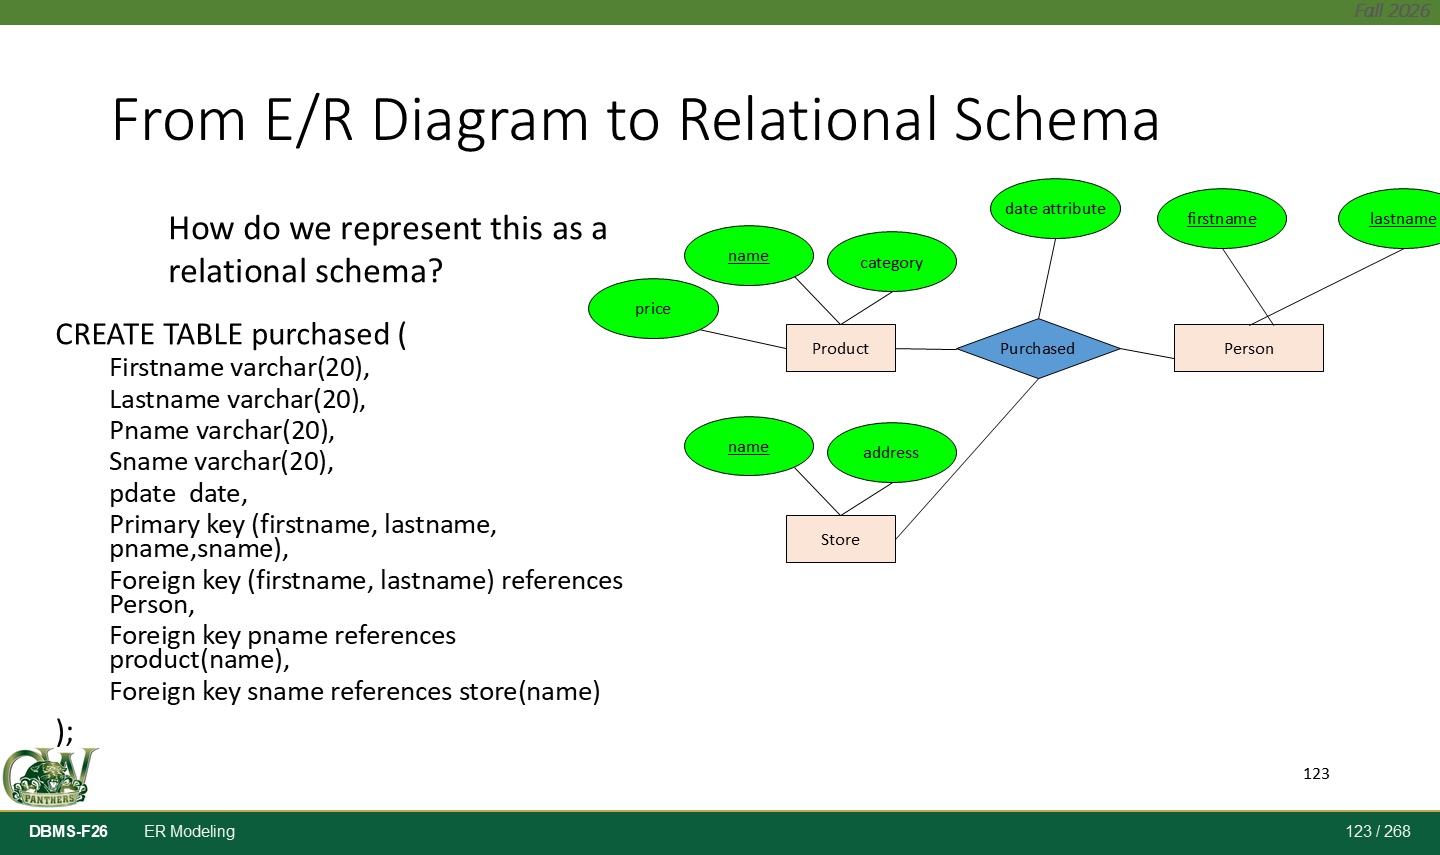 Fall 2026
From E/R Diagram to Relational Schema
How do we represent this as a
relational schema?
CREATE TABLE purchased (
Firstname varchar(20),
Lastname varchar(20),
Pname varchar(20),
Sname varchar(20),
pdate date,
Primary key (firstname, lastname,
pname,sname),
Foreign key (firstname, lastname) references
Person,
Foreign key pname references
product(name),
Foreign key sname references store(name)
);
date attribute
firstname
lastname
name
category
price
Product
Purchased
Person
name
address
Store
123
OW
PANTHERS
DBMS-F26 ER Modeling 123 / 268